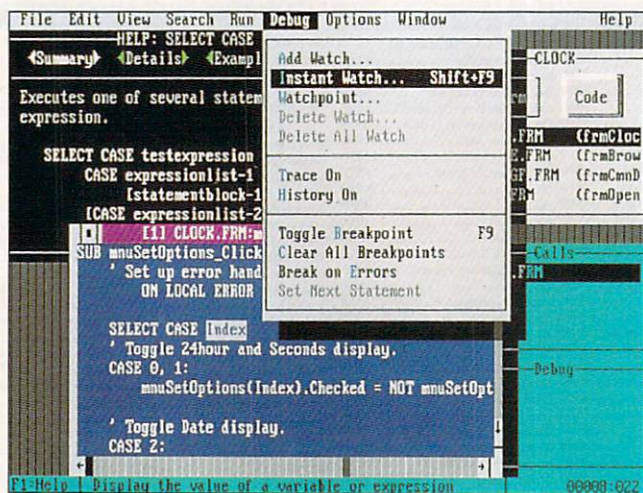 File Edit View Search Run Debug Options Window Help
HELP: SELECT CASE
Summary Details Exampl
Executes one of several statem
expression.
SELECT CASE testexpression
CASE expressionlist-1
[statementblock-1
[CASE expressionlist-2
Add Watch...
Instant Watch... Shift+F9
Watchpoint...
Delete Watch...
Delete All Watch
Trace On
History On
Toggle Breakpoint F9
Clear All Breakpoints
Break on Errors
Set Next Statement
CLOCK
rm
Code
.FRM (frmCloc
E.FRM (frmBrow
GF.FRM (frmCmnD
FRM (frmOpen
Calls
.FRM
Debug
[1] CLOCK.FRM:m
SUB mnuSetOptions_Click
' Set up error hand
ON LOCAL ERROR
SELECT CASE Index
' Toggle 24hour and Seconds display.
CASE 0, 1:
mnuSetOptions(Index).Checked = NOT mnuSetOpt
' Toggle Date display.
CASE 2:
F1=Help Display the value of a variable or expression 00008:022